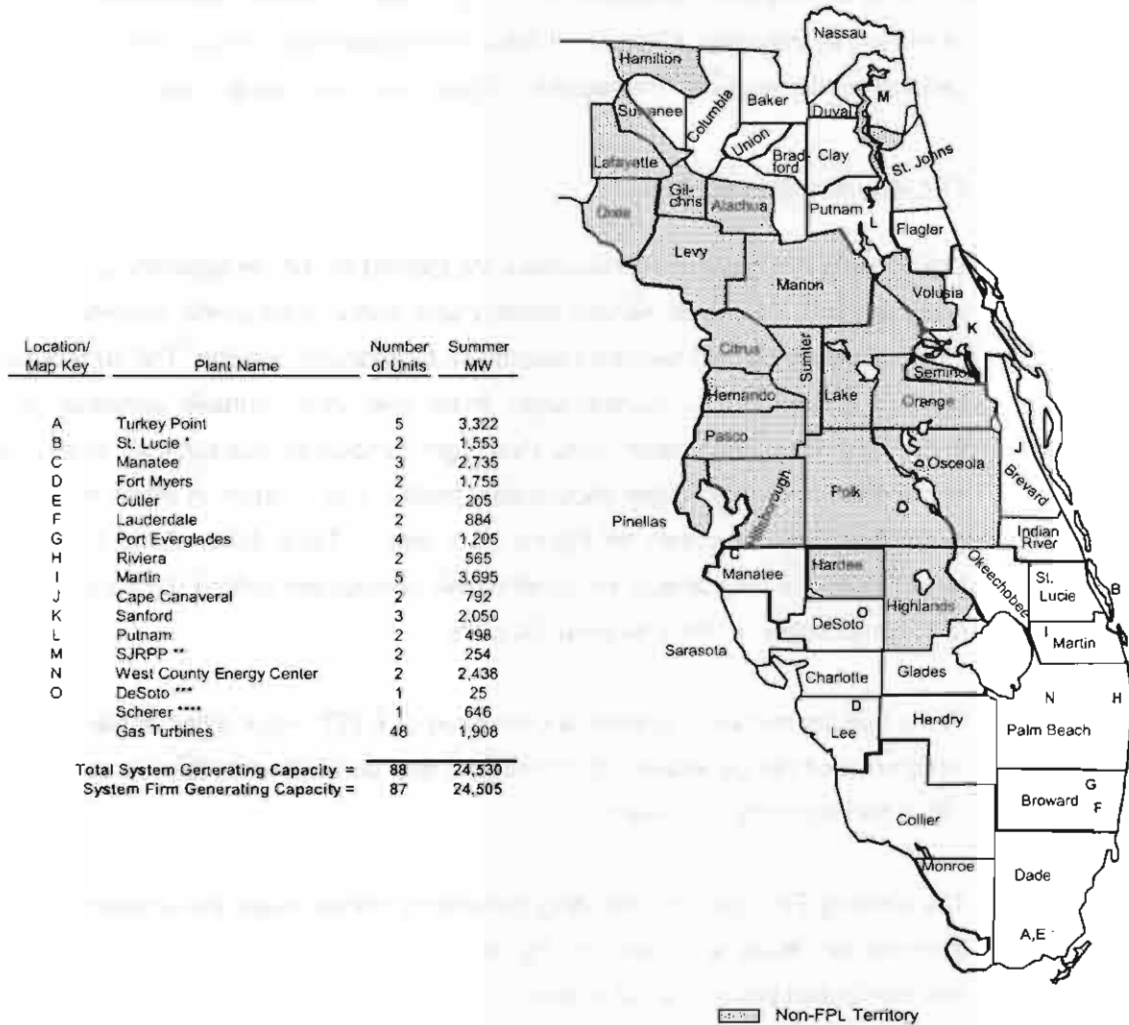 Location/ Map Key Plant Name Number of Units Summer MW
A Turkey Point 5 3,322
B St. Lucie * 2 1,553
C Manatee 3 2,735
D Fort Myers 2 1,755
E Cutler 2 205
F Lauderdale 2 884
G Port Everglades 4 1,205
H Riviera 2 565
I Martin 5 3,695
J Cape Canaveral 2 792
K Sanford 3 2,050
L Putnam 2 498
M SJRPP ** 2 254
N West County Energy Center 2 2,438
O DeSoto *** 1 25
Scherer **** 1 646
Gas Turbines 48 1,908
Total System Generating Capacity = 88 24,530
System Firm Generating Capacity = 87 24,505
Nassau
Hamilton
Baker
Duval
M
Suwanee
Columbia
Union
Brad-
ford
Clay
St. Johns
Lafayette
Gil-
chris
Alachua
Putnam
L
Flagler
Dixie
Levy
Marion
Volusia
K
Citrus
Sumter
Lake
Semino
Orange
Hernando
Pasco
J
Brevard
Osceola
Polk
Hillsborough
Pinellas
Indian
River
C
Manatee
Hardee
Okeechobee
St.
Lucie
B
Highlands
DeSoto
O
I
Martin
Sarasota
Charlotte
Glades
N
H
D
Lee
Hendry
Palm Beach
G
Broward
F
Collier
Monroe
Dade
A,E
Non-FPL Territory